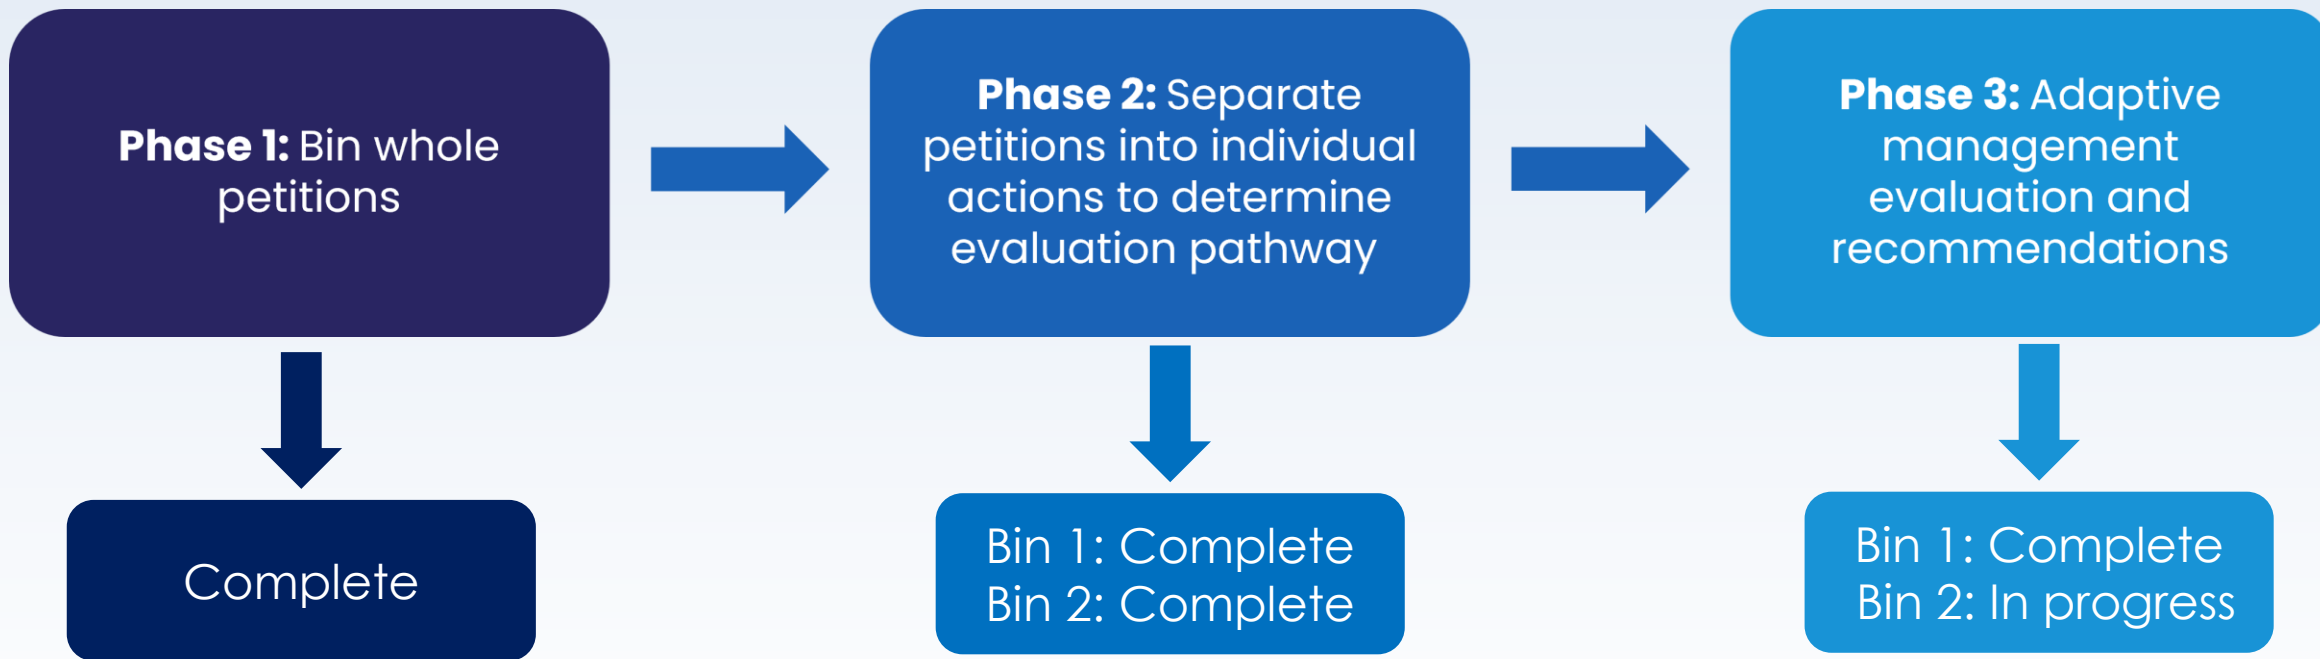 Phase 1: Bin whole
petitions
Phase 2: Separate
petitions into individual
actions to determine
evaluation pathway
Phase 3: Adaptive
management
evaluation and
recommendations
Complete
Bin 1: Complete
Bin 2: Complete
Bin 1: Complete
Bin 2: In progress